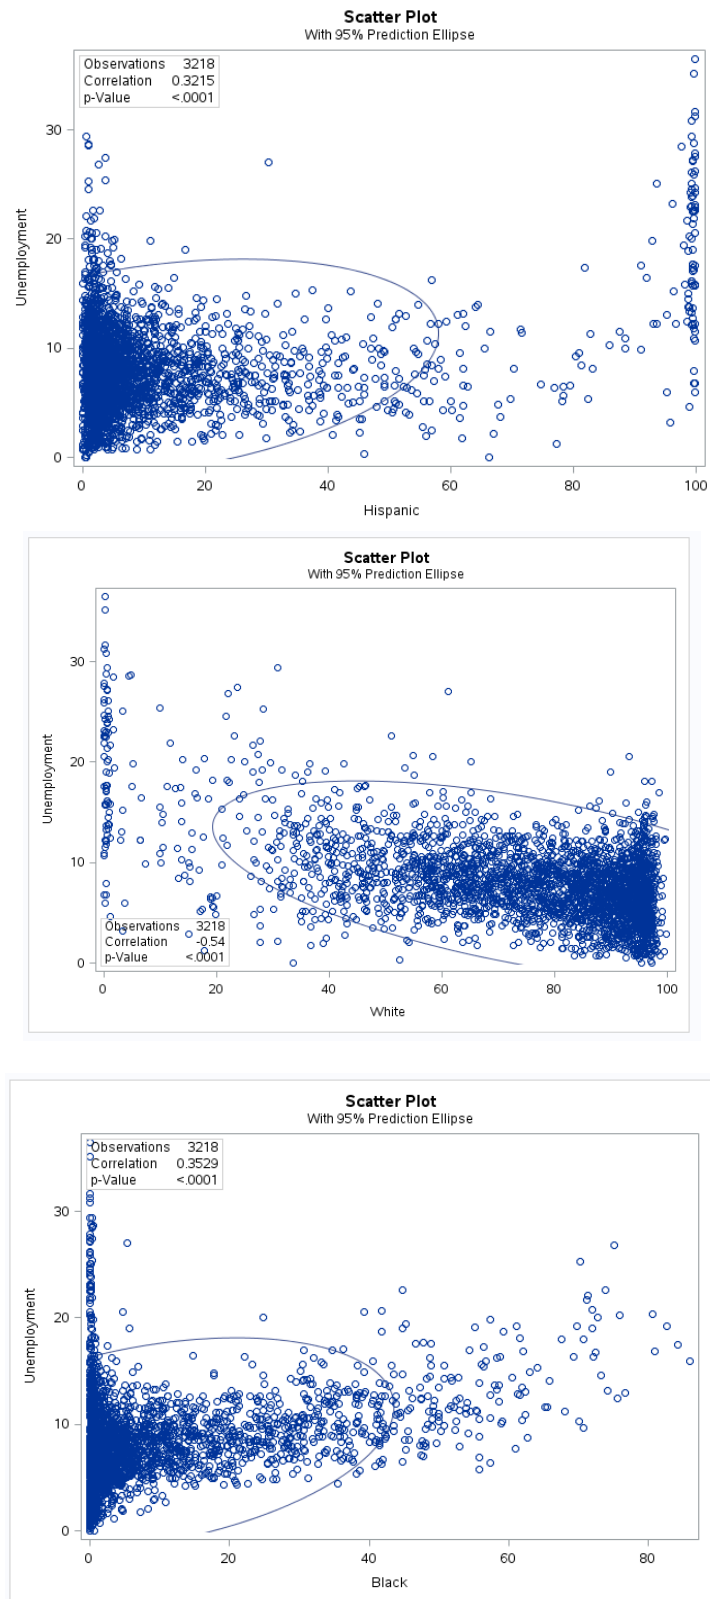 Scatter Plot
With 95% Prediction Ellipse
Observations 3218
Correlation 0.3215
p-Value <.0001
30
20
10
0
Unemployment
0 20 40 60 80 100
Hispanic
Scatter Plot
With 95% Prediction Ellipse
30
20
10
0
Unemployment
Observations 3218
Correlation -0.54
p-Value <.0001
0 20 40 60 80 100
White
Scatter Plot
With 95% Prediction Ellipse
Observations 3218
Correlation 0.3529
p-Value <.0001
30
20
10
0
Unemployment
0 20 40 60 80
Black